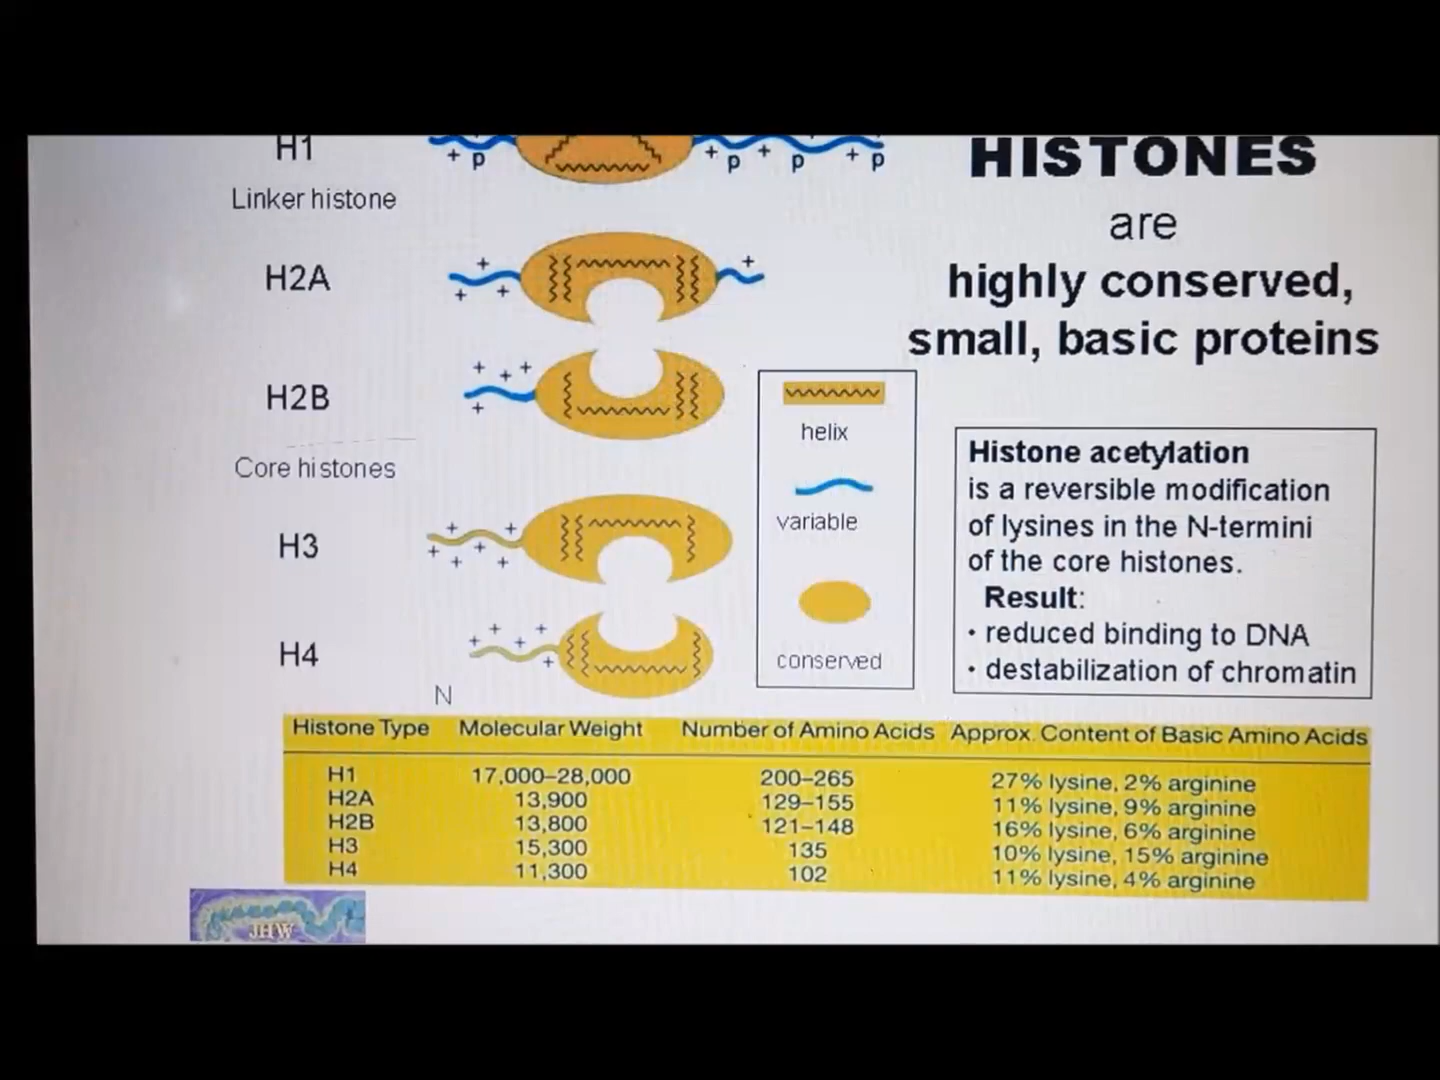 H1
+ p + p + p + p
Linker histone
HISTONES
are
highly conserved,
small, basic proteins
H2A
+ + + +
H2B
+ + + +
Core histones
H3
+ + + + + +
H4
+ + + + +
N
helix
variable
conserved
Histone acetylation
is a reversible modification
of lysines in the N-termini
of the core histones.
Result:
• reduced binding to DNA
• destabilization of chromatin
Histone Type Molecular Weight Number of Amino Acids Approx. Content of Basic Amino Acids
H1 17,000–28,000 200–265 27% lysine, 2% arginine
H2A 13,900 129–155 11% lysine, 9% arginine
H2B 13,800 121–148 16% lysine, 6% arginine
H3 15,300 135 10% lysine, 15% arginine
H4 11,300 102 11% lysine, 4% arginine
JHW